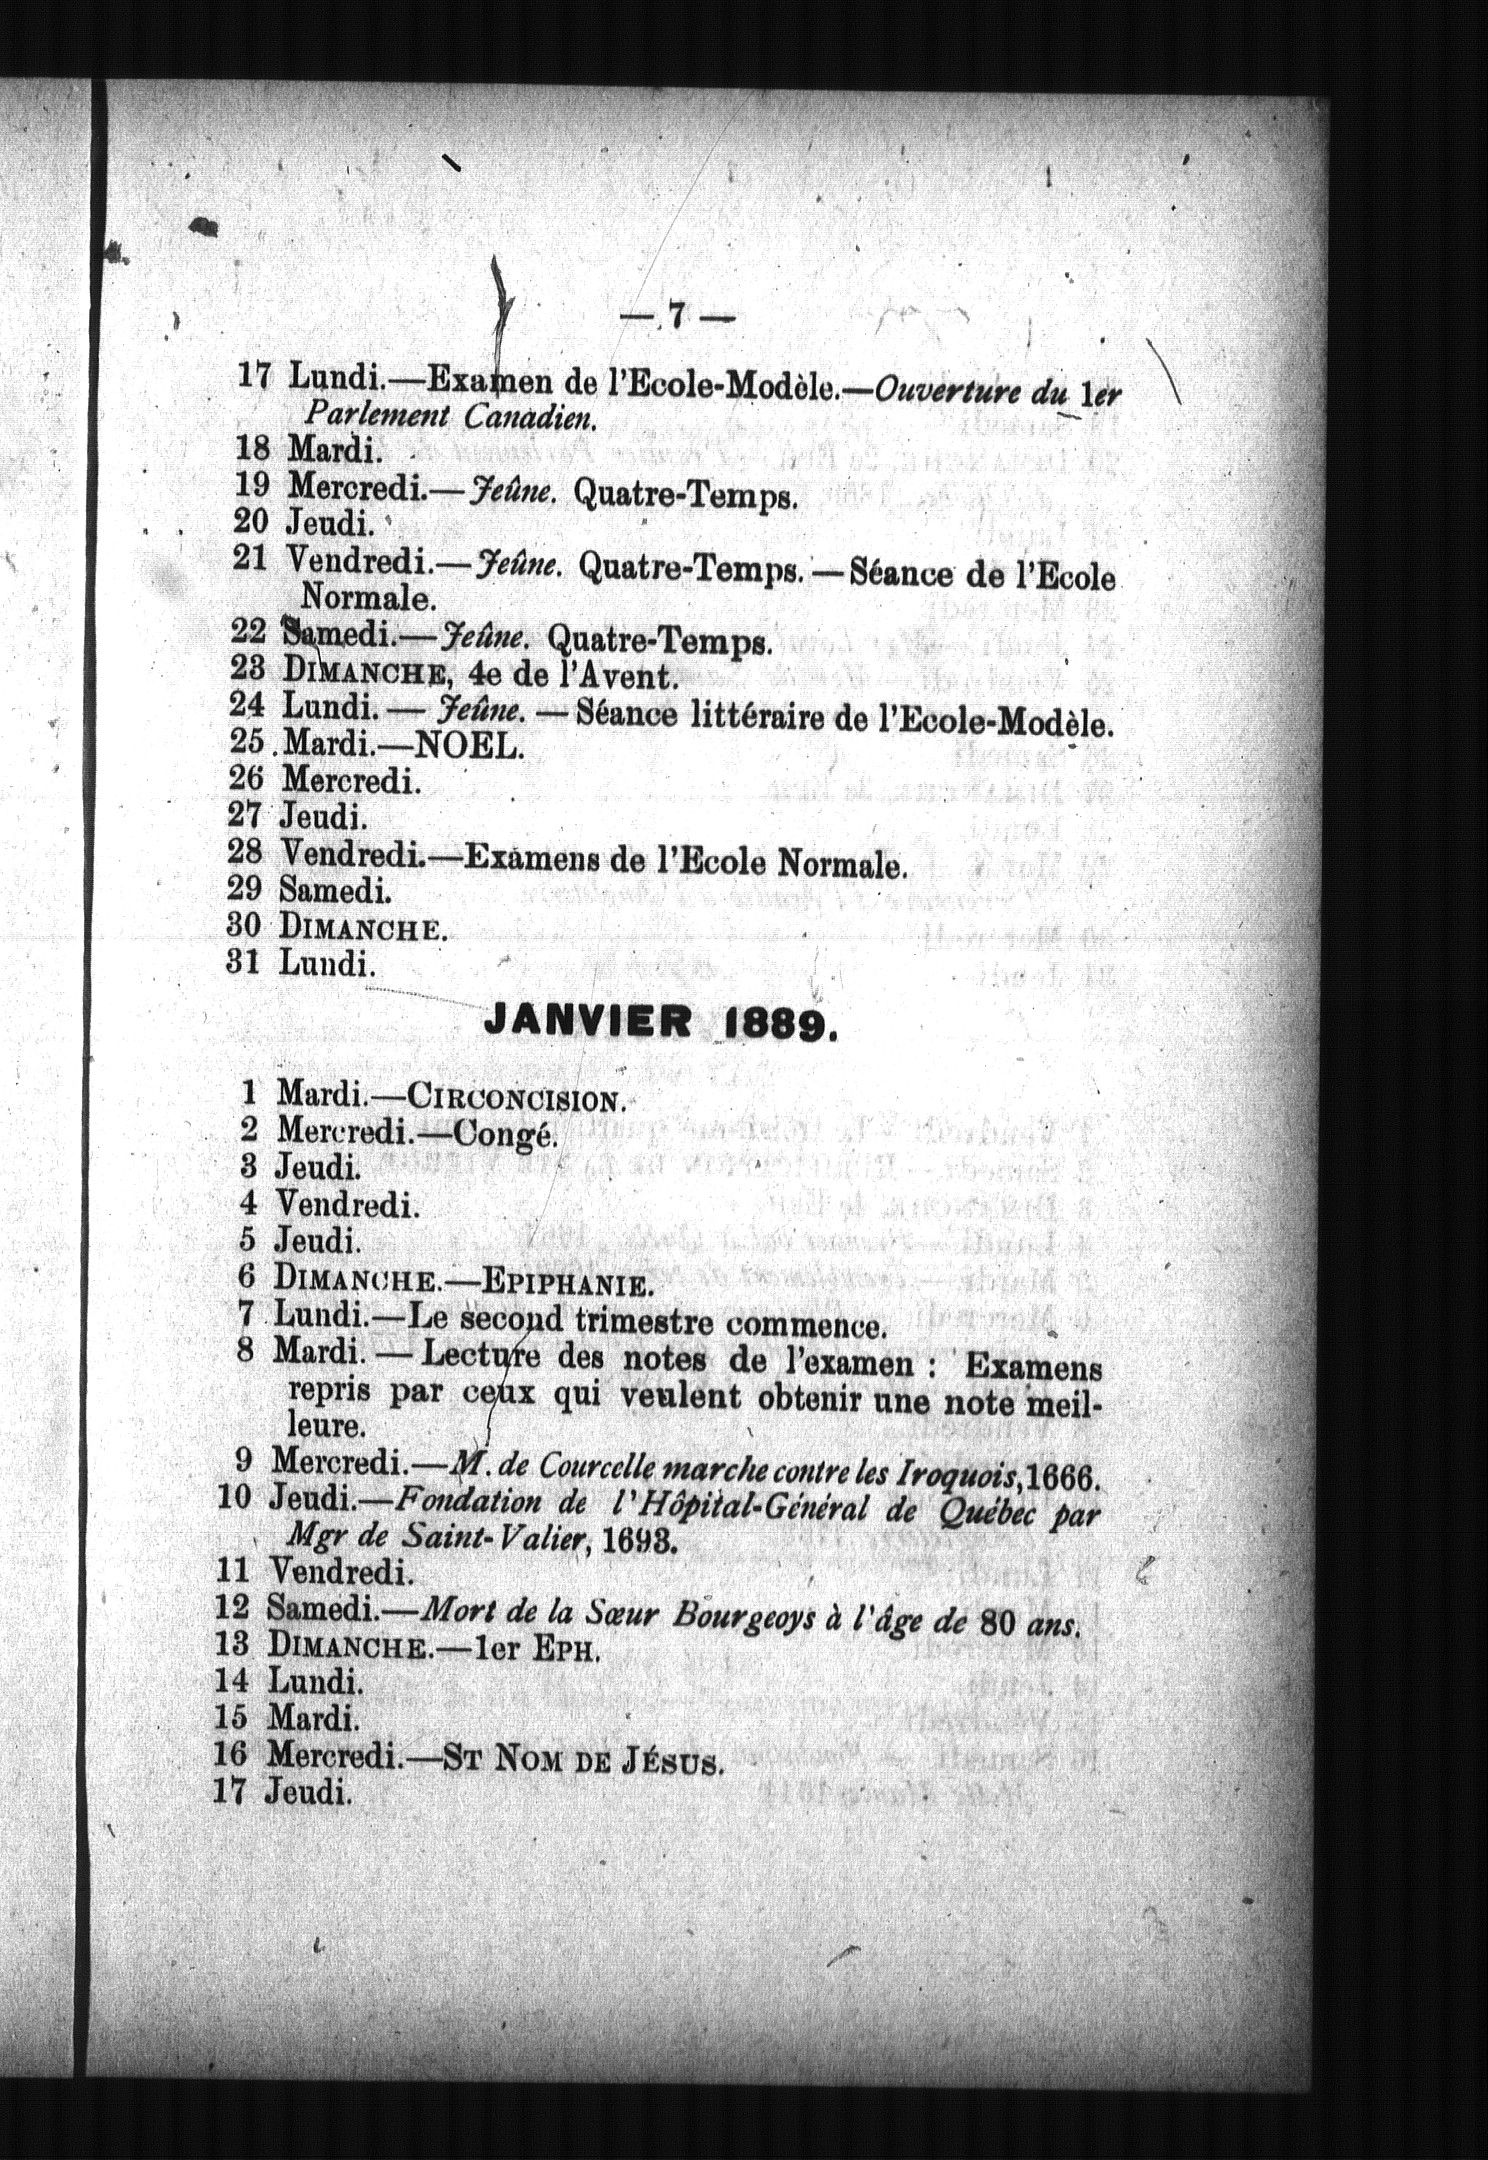 — 7 —
17 Lundi.—Examen de l'Ecole-Modèle.—Ouverture du 1er
Parlement Canadien.
18 Mardi.
19 Mercredi.—Jeûne. Quatre-Temps.
20 Jeudi.
21 Vendredi.—Jeûne. Quatre-Temps.—Séance de l'Ecole
Normale.
22 Samedi.—Jeûne. Quatre-Temps.
23 DIMANCHE, 4e de l'Avent.
24 Lundi.— Jeûne. — Séance littéraire de l'Ecole-Modèle.
25 Mardi.—NOEL.
26 Mercredi.
27 Jeudi.
28 Vendredi.—Examens de l'Ecole Normale.
29 Samedi.
30 DIMANCHE.
31 Lundi.
JANVIER 1889.
1 Mardi.—CIRCONCISION.
2 Mercredi.—Congé.
3 Jeudi.
4 Vendredi.
5 Jeudi.
6 DIMANCHE.—EPIPHANIE.
7 Lundi.—Le second trimestre commence.
8 Mardi. — Lecture des notes de l'examen : Examens
repris par ceux qui veulent obtenir une note meil-
leure.
9 Mercredi.—M. de Courcelle marche contre les Iroquois, 1666.
10 Jeudi.—Fondation de l'Hôpital-Général de Québec par
Mgr de Saint-Valier, 1693.
11 Vendredi.
12 Samedi.—Mort de la Sœur Bourgeoys à l'âge de 80 ans.
13 DIMANCHE.—1er EPH.
14 Lundi.
15 Mardi.
16 Mercredi.—ST NOM DE JÉSUS.
17 Jeudi.